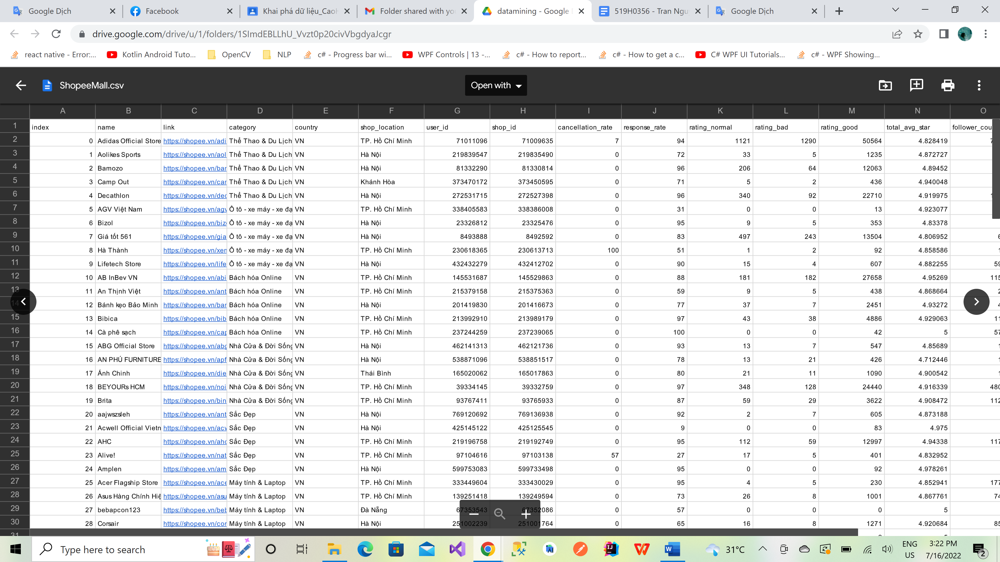 Google Dịch
Facebook
Khai phá dữ liệu_Cao
Folder shared with yo
datamining - Google
519H0356 - Tran Ngu
Google Dịch
drive.google.com/drive/u/1/folders/1SImdEBLLhU_Vvzt0p20civVbgdyaJcgr
react native - Error:...
Kotlin Android Tuto...
OpenCV
NLP
c# - Progress bar wi...
WPF Controls | 13 -...
c# - How to report...
c# - How to get a c...
C# WPF UI Tutorials...
c# - WPF Showing...
ShopeeMall.csv
Open with
A B C D E F G H I J K L M N O
1 index name link category country shop_location user_id shop_id cancellation_rate response_rate rating_normal rating_bad rating_good total_avg_star follower_cou
2 0 Adidas Official Store https://shopee.vn/adi Thể Thao & Du Lịch VN TP. Hồ Chí Minh 71011096 71009635 7 94 1121 1290 50564 4.828419 7
3 1 Aolikes Sports https://shopee.vn/aol Thể Thao & Du Lịch VN Hà Nội 219839547 219835490 0 72 33 5 1235 4.872727
4 2 Bamozo https://shopee.vn/bar Thể Thao & Du Lịch VN Hà Nội 81332290 81330814 0 96 206 64 12063 4.89452
5 3 Camp Out https://shopee.vn/car Thể Thao & Du Lịch VN Khánh Hòa 373470172 373450595 0 71 5 2 436 4.940048
6 4 Decathlon https://shopee.vn/dec Thể Thao & Du Lịch VN Hà Nội 272531715 272527398 0 96 340 92 22710 4.919975 1
7 5 AGV Việt Nam https://shopee.vn/agv Ô tô - xe máy - xe đạ VN TP. Hồ Chí Minh 338405583 338386008 0 31 0 0 13 4.923077
8 6 Bizol https://shopee.vn/biz Ô tô - xe máy - xe đạ VN Hà Nội 23326812 23325476 0 95 9 5 353 4.83378
9 7 Giá tốt 561 https://shopee.vn/gia Ô tô - xe máy - xe đạ VN Hà Nội 8493888 8492592 0 83 497 243 13504 4.806952 6
10 8 Hà Thành https://shopee.vn/xer Ô tô - xe máy - xe đạ VN TP. Hồ Chí Minh 230618365 230613713 100 51 1 2 92 4.858586 1
11 9 Lifetech Store https://shopee.vn/life Ô tô - xe máy - xe đạ VN Hà Nội 432432279 432412702 0 90 15 4 607 4.882255 59
12 10 AB InBev VN https://shopee.vn/abi Bách hóa Online VN TP. Hồ Chí Minh 145531687 145529863 0 88 181 182 27658 4.95269 115
13 11 An Thịnh Việt https://shopee.vn/ant Bách hóa Online VN TP. Hồ Chí Minh 215379158 215375363 0 59 9 5 438 4.868664 2
14 12 Bánh kẹo Bảo Minh https://shopee.vn/bar Bách hóa Online VN Hà Nội 201419830 201416673 0 77 37 7 2451 4.93272 4
15 13 Bibica https://shopee.vn/bib Bách hóa Online VN TP. Hồ Chí Minh 213992910 213989179 0 97 43 38 4886 4.929063 11
16 14 Cà phê sạch https://shopee.vn/cap Bách hóa Online VN TP. Hồ Chí Minh 237244259 237239065 0 100 0 0 42 5 57
17 15 ABG Official Store https://shopee.vn/abg Nhà Cửa & Đời Sống VN Hà Nội 462141313 462121736 0 93 13 7 547 4.85689 1
18 16 AN PHÚ FURNITURE https://shopee.vn/apf Nhà Cửa & Đời Sống VN Hà Nội 538871096 538851517 0 78 13 21 426 4.712446 1
19 17 Ánh Chinh https://shopee.vn/die Nhà Cửa & Đời Sống VN Thái Bình 165020062 165017863 0 80 21 11 1090 4.900542 1
20 18 BEYOURs HCM https://shopee.vn/noi Nhà Cửa & Đời Sống VN TP. Hồ Chí Minh 39334145 39332759 0 97 348 128 24440 4.916339 480
21 19 Brita https://shopee.vn/bin Nhà Cửa & Đời Sống VN TP. Hồ Chí Minh 93767411 93765933 0 87 59 29 3622 4.908472 112
22 20 aajwszsleh https://shopee.vn/ant Sắc Đẹp VN Hà Nội 769120692 769136938 0 92 2 7 605 4.873188
23 21 Acwell Official Vietn https://shopee.vn/acv Sắc Đẹp VN Hà Nội 425145122 425125545 0 9 0 0 83 4.975
24 22 AHC https://shopee.vn/ahc Sắc Đẹp VN TP. Hồ Chí Minh 219196758 219192749 0 95 112 59 12997 4.94338 117
25 23 Alive! https://shopee.vn/nat Sắc Đẹp VN TP. Hồ Chí Minh 97104616 97103138 57 27 17 5 401 4.832952
26 24 Amplen https://shopee.vn/am Sắc Đẹp VN Hà Nội 599753083 599733498 0 95 0 0 92 4.978261
27 25 Acer Flagship Store https://shopee.vn/ace Máy tính & Laptop VN TP. Hồ Chí Minh 333449604 333430029 0 95 4 5 230 4.852941 177
28 26 Asus Hàng Chính Hiệ https://shopee.vn/asu Máy tính & Laptop VN TP. Hồ Chí Minh 139251418 139249594 0 73 26 8 1001 4.867761 74
29 27 bebapcon123 https://shopee.vn/beb Máy tính & Laptop VN Đà Nẵng 67353543 67352086 0 57 0 0 0 5
30 28 Corsair https://shopee.vn/cor Máy tính & Laptop VN Hà Nội 251002239 251001764 0 65 16 8 1271 4.920684 85
31
Type here to search
31°C
ENG
US
3:22 PM
7/16/2022
2